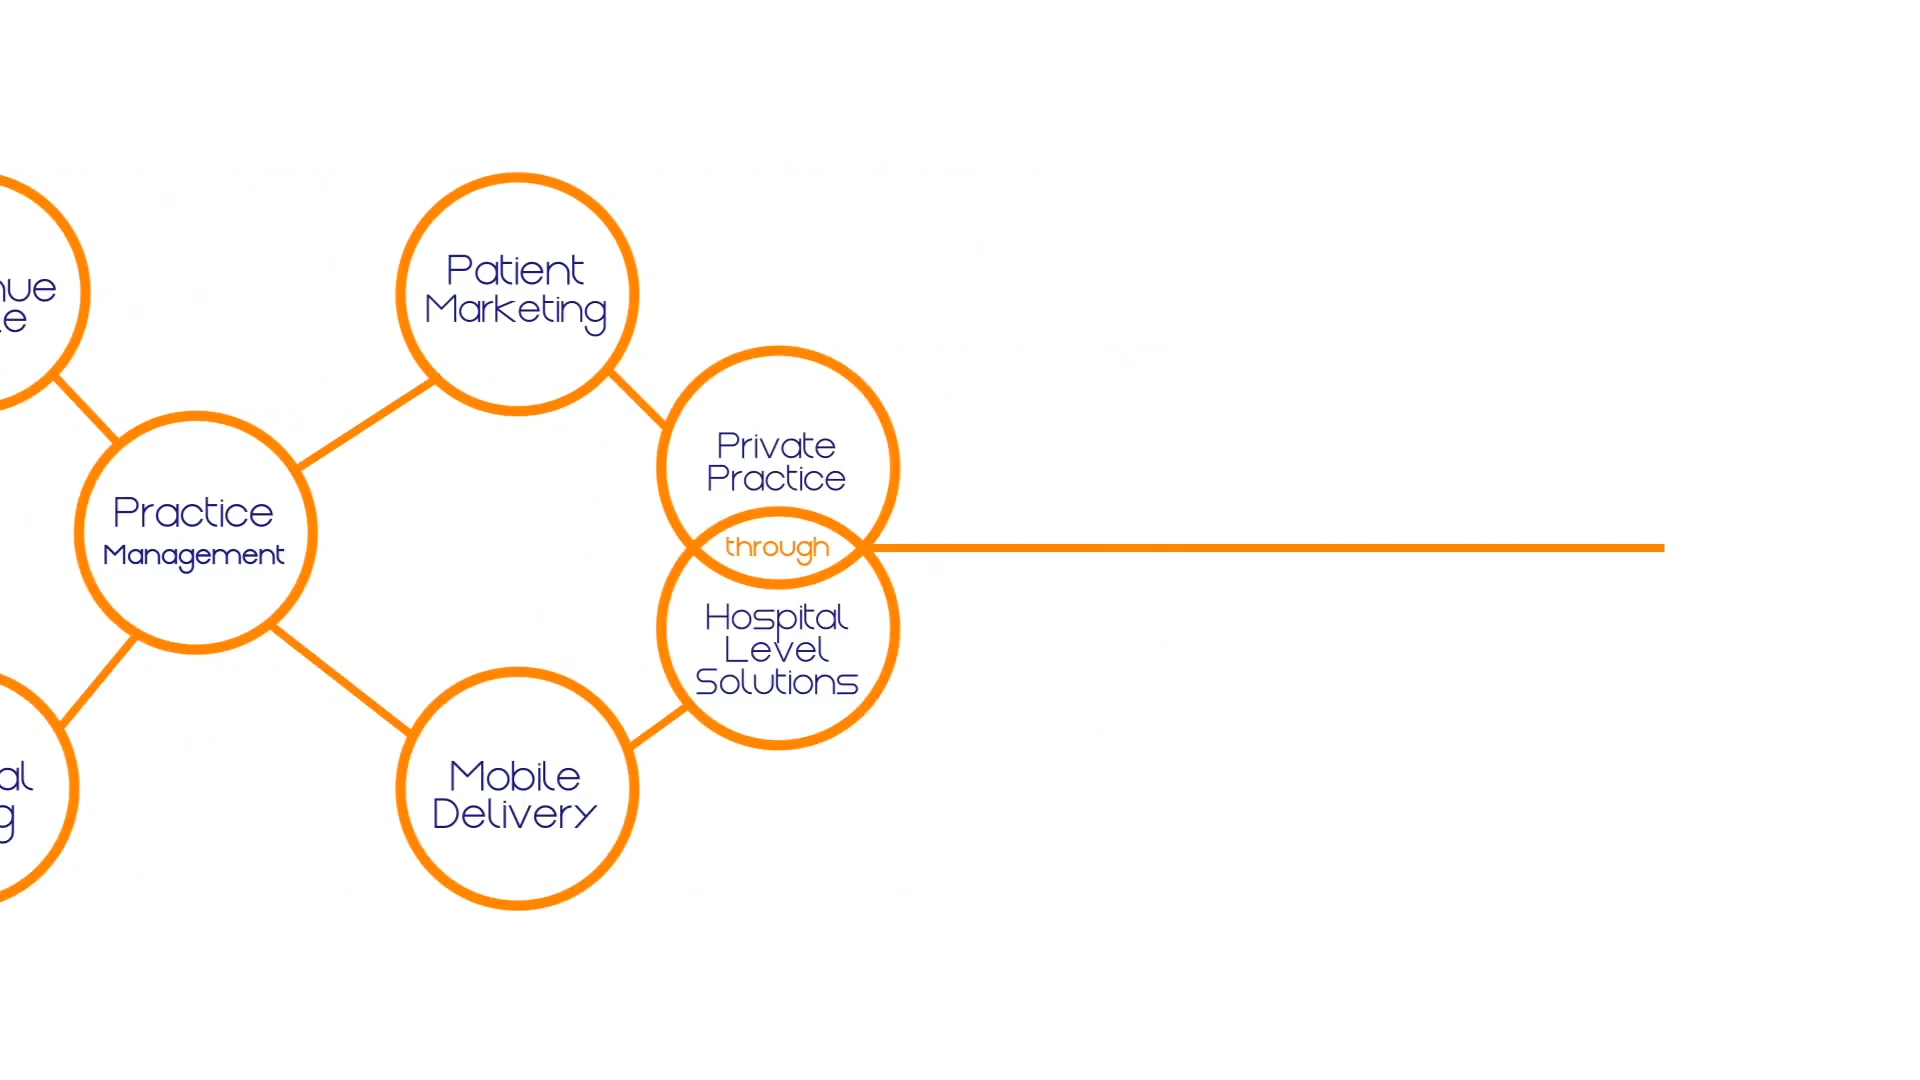 Patient
Marketing
Practice
Management
Private
Practice
through
Hospital
Level
Solutions
Mobile
Delivery